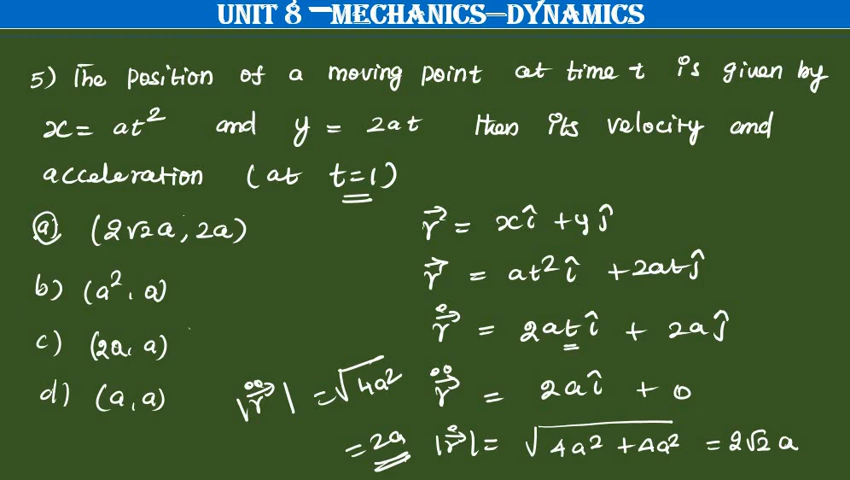 UNIT 8 –MECHANICS–DYNAMICS
5) The position of a moving point at time t is given by
x = at² and y = 2at then its velocity and
acceleration (at t=1)
a) (2√2a, 2a)
b) (a², a)
c) (2a, a)
d) (a, a)
r⃗ = xî + yĵ
r⃗ = at²î + 2atĵ
ṙ⃗ = 2atî + 2aĵ
r̈⃗ = 2aî + 0
|ṙ⃗| = √(4a² + 4a²) = 2√2 a
|r̈⃗| = √4a²
= 2a